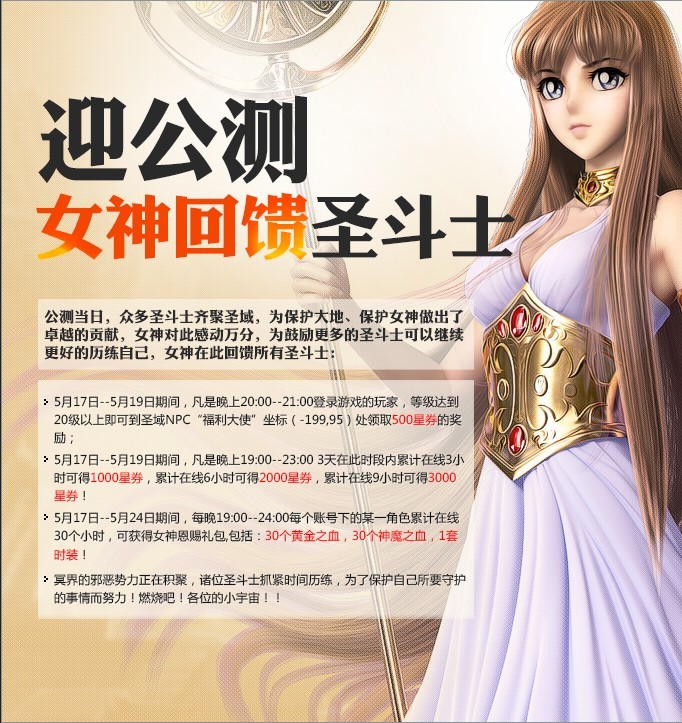 迎公测
女神回馈圣斗士
公测当日，众多圣斗士齐聚圣域，为保护大地、保护女神做出了
卓越的贡献，女神对此感动万分，为鼓励更多的圣斗士可以继续
更好的历练自己，女神在此回馈所有圣斗士：
5月17日--5月19日期间，凡是晚上20:00--21:00登录游戏的玩家，等级达到
20级以上即可到圣域NPC“福利大使”坐标（-199,95）处领取500星券的奖
励；
5月17日--5月19日期间，凡是晚上19:00--23:00 3天在此时段内累计在线3小
时可得1000星券，累计在线6小时可得2000星券，累计在线9小时可得3000
星券！
5月17日--5月24日期间，每晚19:00--24:00每个账号下的某一角色累计在线
30个小时，可获得女神恩赐礼包,包括：30个黄金之血，30个神魔之血，1套
时装！
冥界的邪恶势力正在积聚，诸位圣斗士抓紧时间历练，为了保护自己所要守护
的事情而努力！燃烧吧！各位的小宇宙！！